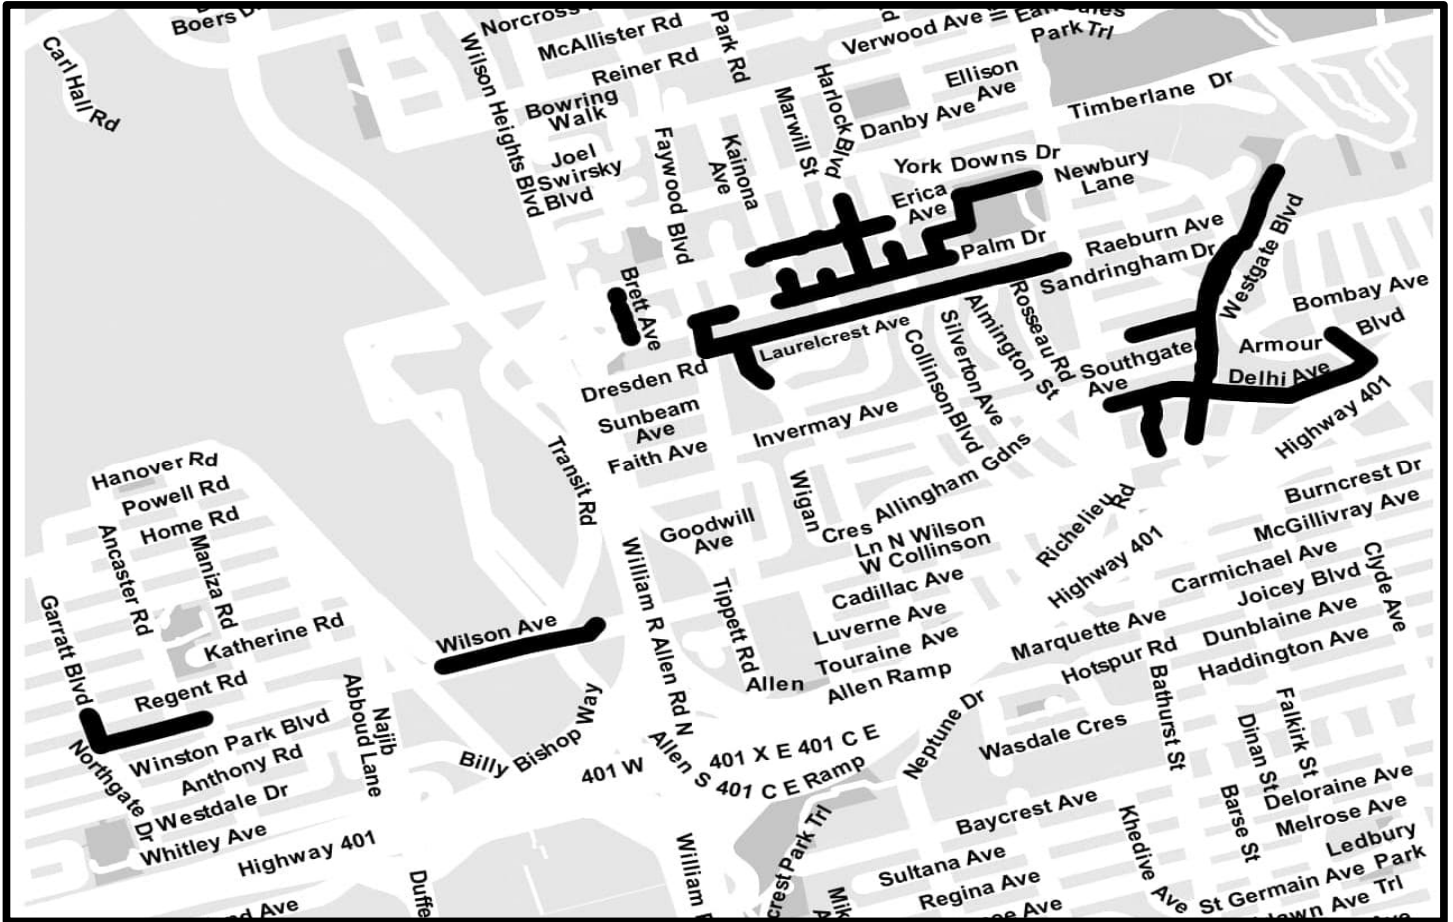 Boers Dr
Norcross
McAllister Rd
Reiner Rd
Bowring
Walk
Joel
Swirsky
Blvd
Wilson Heights Blvd
Carl Hall Rd
Park Rd
Faywood Blvd
Kainona
Ave
Marwill St
Harlock Blvd
Verwood Ave
Park Trl
Ellison
Ave
Danby Ave
Timberlane Dr
York Downs Dr
Newbury
Lane
Erica
Ave
Palm Dr
Raeburn Ave
Sandringham Dr
Westgate Blvd
Bombay Ave
Armour
Blvd
Delhi Ave
Southgate
Ave
Highway 401
Brett Ave
Laurelcrest Ave
Dresden Rd
Sunbeam
Ave
Faith Ave
Invermay Ave
Collinson Blvd
Silverton Ave
Almington St
Rosseau Rd
Transit Rd
Wigan
Cres
Allingham Gdns
Goodwill
Ave
Ln N Wilson
W Collinson
Cadillac Ave
Luverne Ave
Touraine Ave
Allen Ramp
Allen
Tippett Rd
William R Allen Rd N
Richelieu Rd
Highway 401
Burncrest Dr
McGillivray Ave
Carmichael Ave
Joicey Blvd
Clyde Ave
Dunblaine Ave
Haddington Ave
Marquette Ave
Hotspur Rd
Bathurst St
Wasdale Cres
Neptune Dr
Falkirk St
Dinan St
Barse St
Deloraine Ave
Melrose Ave
Ledbury
Park
Trl
St Germain Ave
Khedive Ave
Baycrest Ave
Sultana Ave
Regina Ave
Hanover Rd
Powell Rd
Home Rd
Ancaster Rd
Maniza Rd
Garratt Blvd
Katherine Rd
Regent Rd
Wilson Ave
Winston Park Blvd
Anthony Rd
Westdale Dr
Whitley Ave
Northgate Dr
Highway 401
Najib
Abboud Lane
Billy Bishop Way
401 W
Allen S
401 X E 401 C E
401 C E Ramp
crest Park Trl
William
Duffe
Ave
Ave